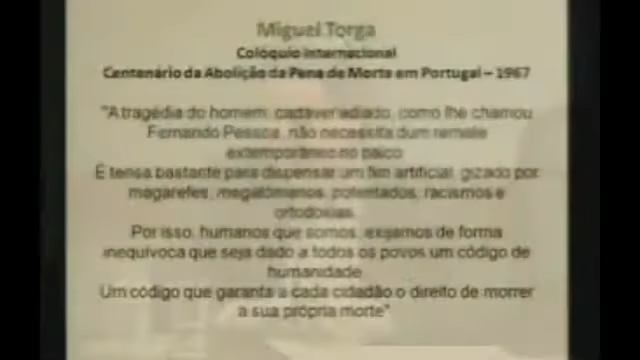 Miguel Torga
Colóquio Internacional
Centenário da Abolição da Pena de Morte em Portugal – 1967
"A tragédia do homem, cadáver adiado, como lhe chamou
Fernando Pessoa, não necessita dum remate
extemporâneo no palco.
É tensa bastante para dispensar um fim artificial, gizado por
magarefes, megalómenos, potentados, racismos e
ortodoxias.
Por isso, humanos que somos, exijamos de forma
inequívoca que seja dado a todos os povos um código de
humanidade.
Um código que garanta a cada cidadão o direito de morrer
a sua própria morte"